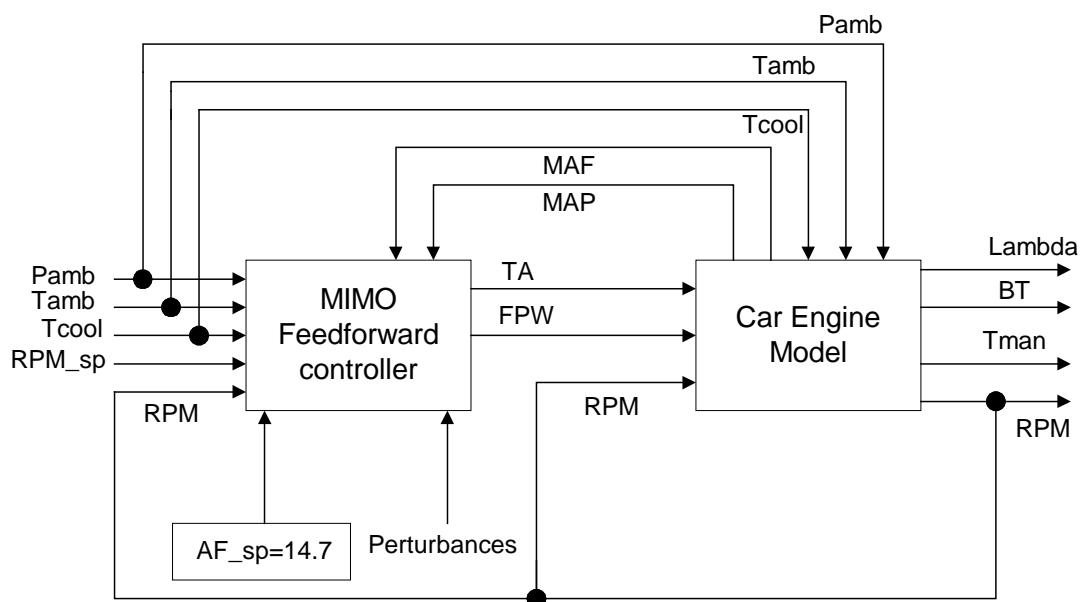 Pamb
Tamb
Tcool
MAF
MAP
Pamb
Tamb
Tcool
RPM_sp
RPM
MIMO
Feedforward
controller
TA
FPW
RPM
Car Engine
Model
Lambda
BT
Tman
RPM
AF_sp=14.7
Perturbances